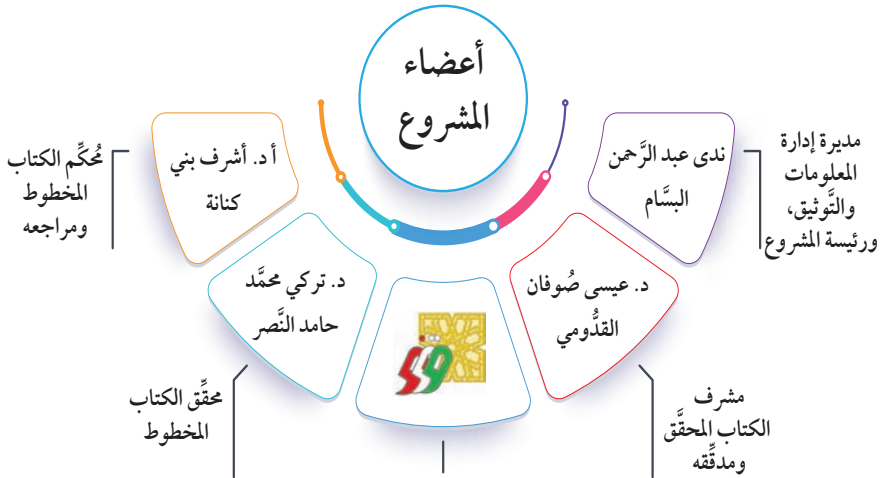 أعضاء
المشروع
ندى عبد الرَّحمن
البسَّام
مديرة إدارة
المعلومات
والتَّوثيق،
ورئيسة المشروع
د. عيسى صُوفان
القدُّومي
مشرف
الكتاب المحقَّق
ومدقِّقه
د. تركي محمَّد
حامد النَّصر
محقِّق الكتاب
المخطوط
أ د. أشرف بني
كنانة
مُحكِّم الكتاب
المخطوط
ومراجعه